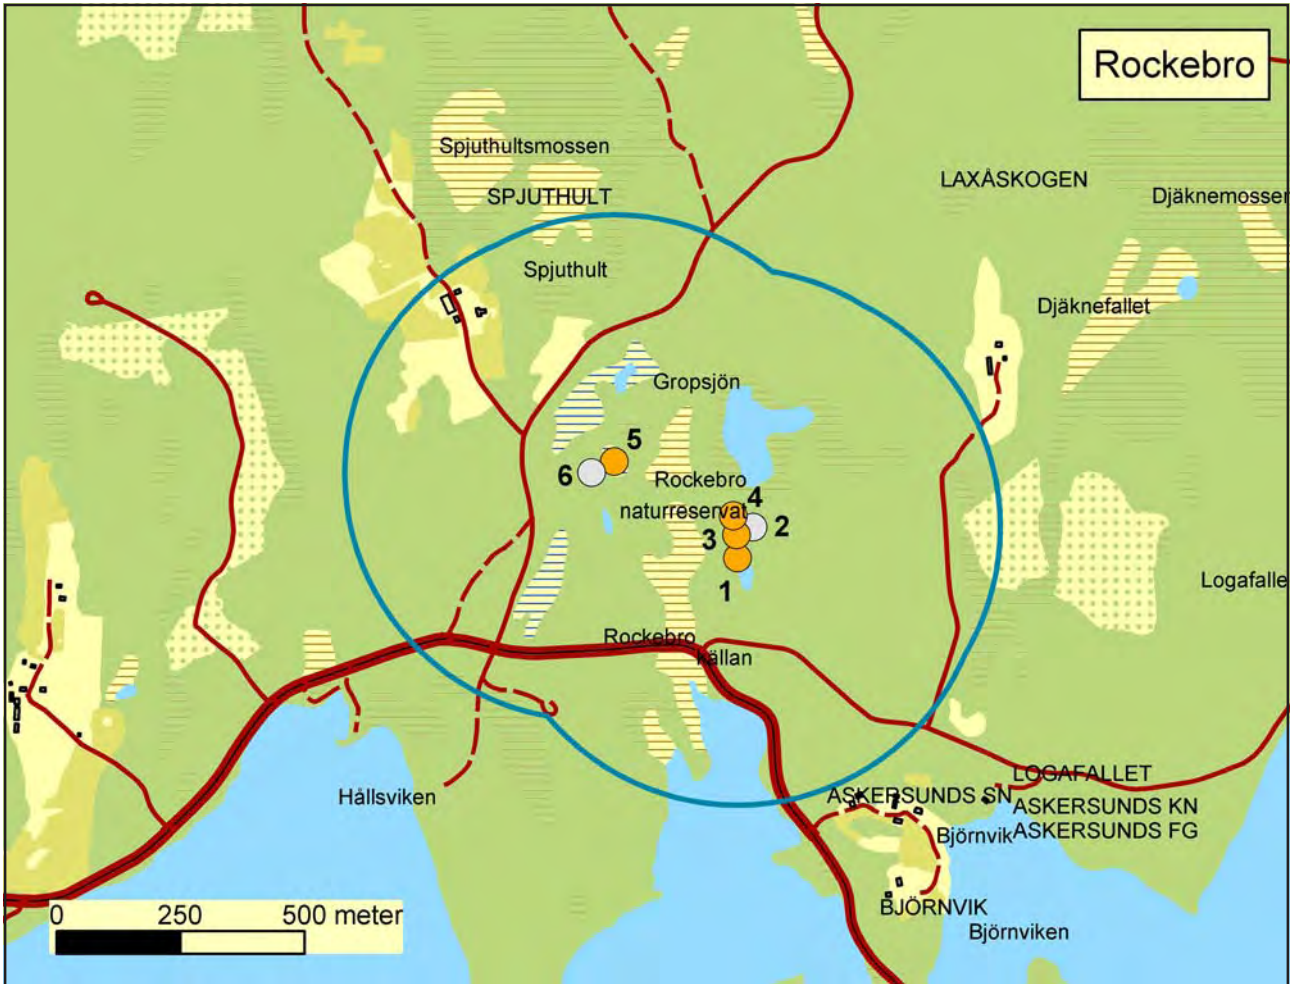 Rockebro
Spjuthultsmossen
LAXÅSKOGEN
SPJUTHULT
Djäknemossen
Spjuthult
Djäknefallet
Gropsjön
5
6
Rockebro
4
naturreservat
2
3
1
Logafalle
Rockebro
källan
LOGAFALLET
Hållsviken
ASKERSUNDS SN
ASKERSUNDS KN
Björnvik
ASKERSUNDS FG
BJÖRNVIK
0 250 500 meter
Björnviken